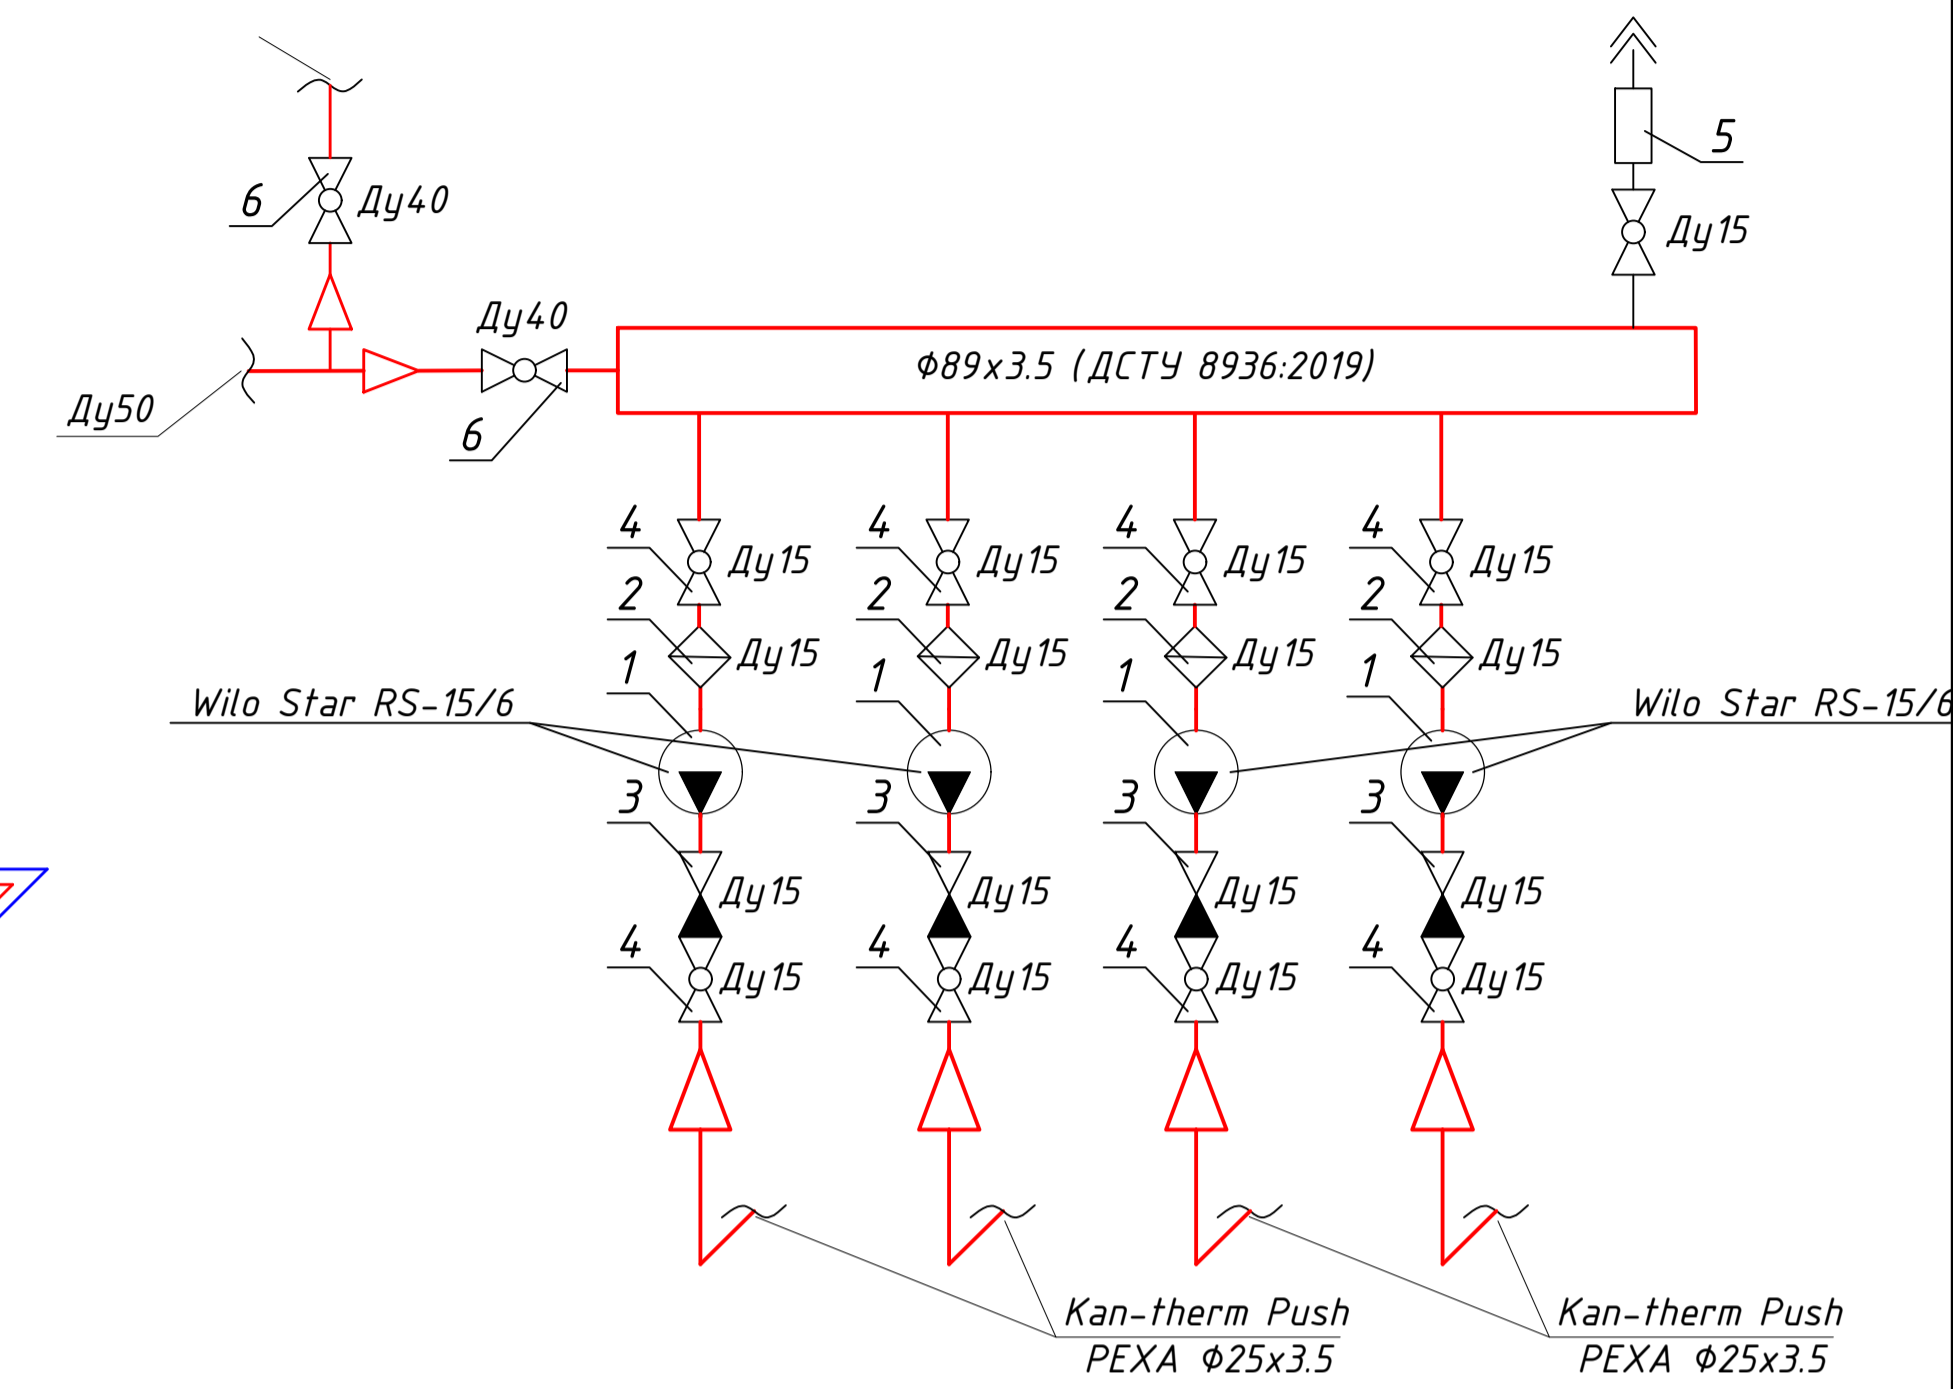 5
6 Ду40
Ду15
Ду40
Ф89х3.5 (ДСТУ 8936:2019)
Ду50
6
4 4 4 4
Ду15 Ду15 Ду15 Ду15
2 2 2 2
Ду15 Ду15 Ду15 Ду15
1 1 1 1
Wilo Star RS-15/6 Wilo Star RS-15/6
3 3 3 3
Ду15 Ду15 Ду15 Ду15
4 4 4 4
Ду15 Ду15 Ду15 Ду15
Kan-therm Push Kan-therm Push
PEXA Ф25х3.5 PEXA Ф25х3.5